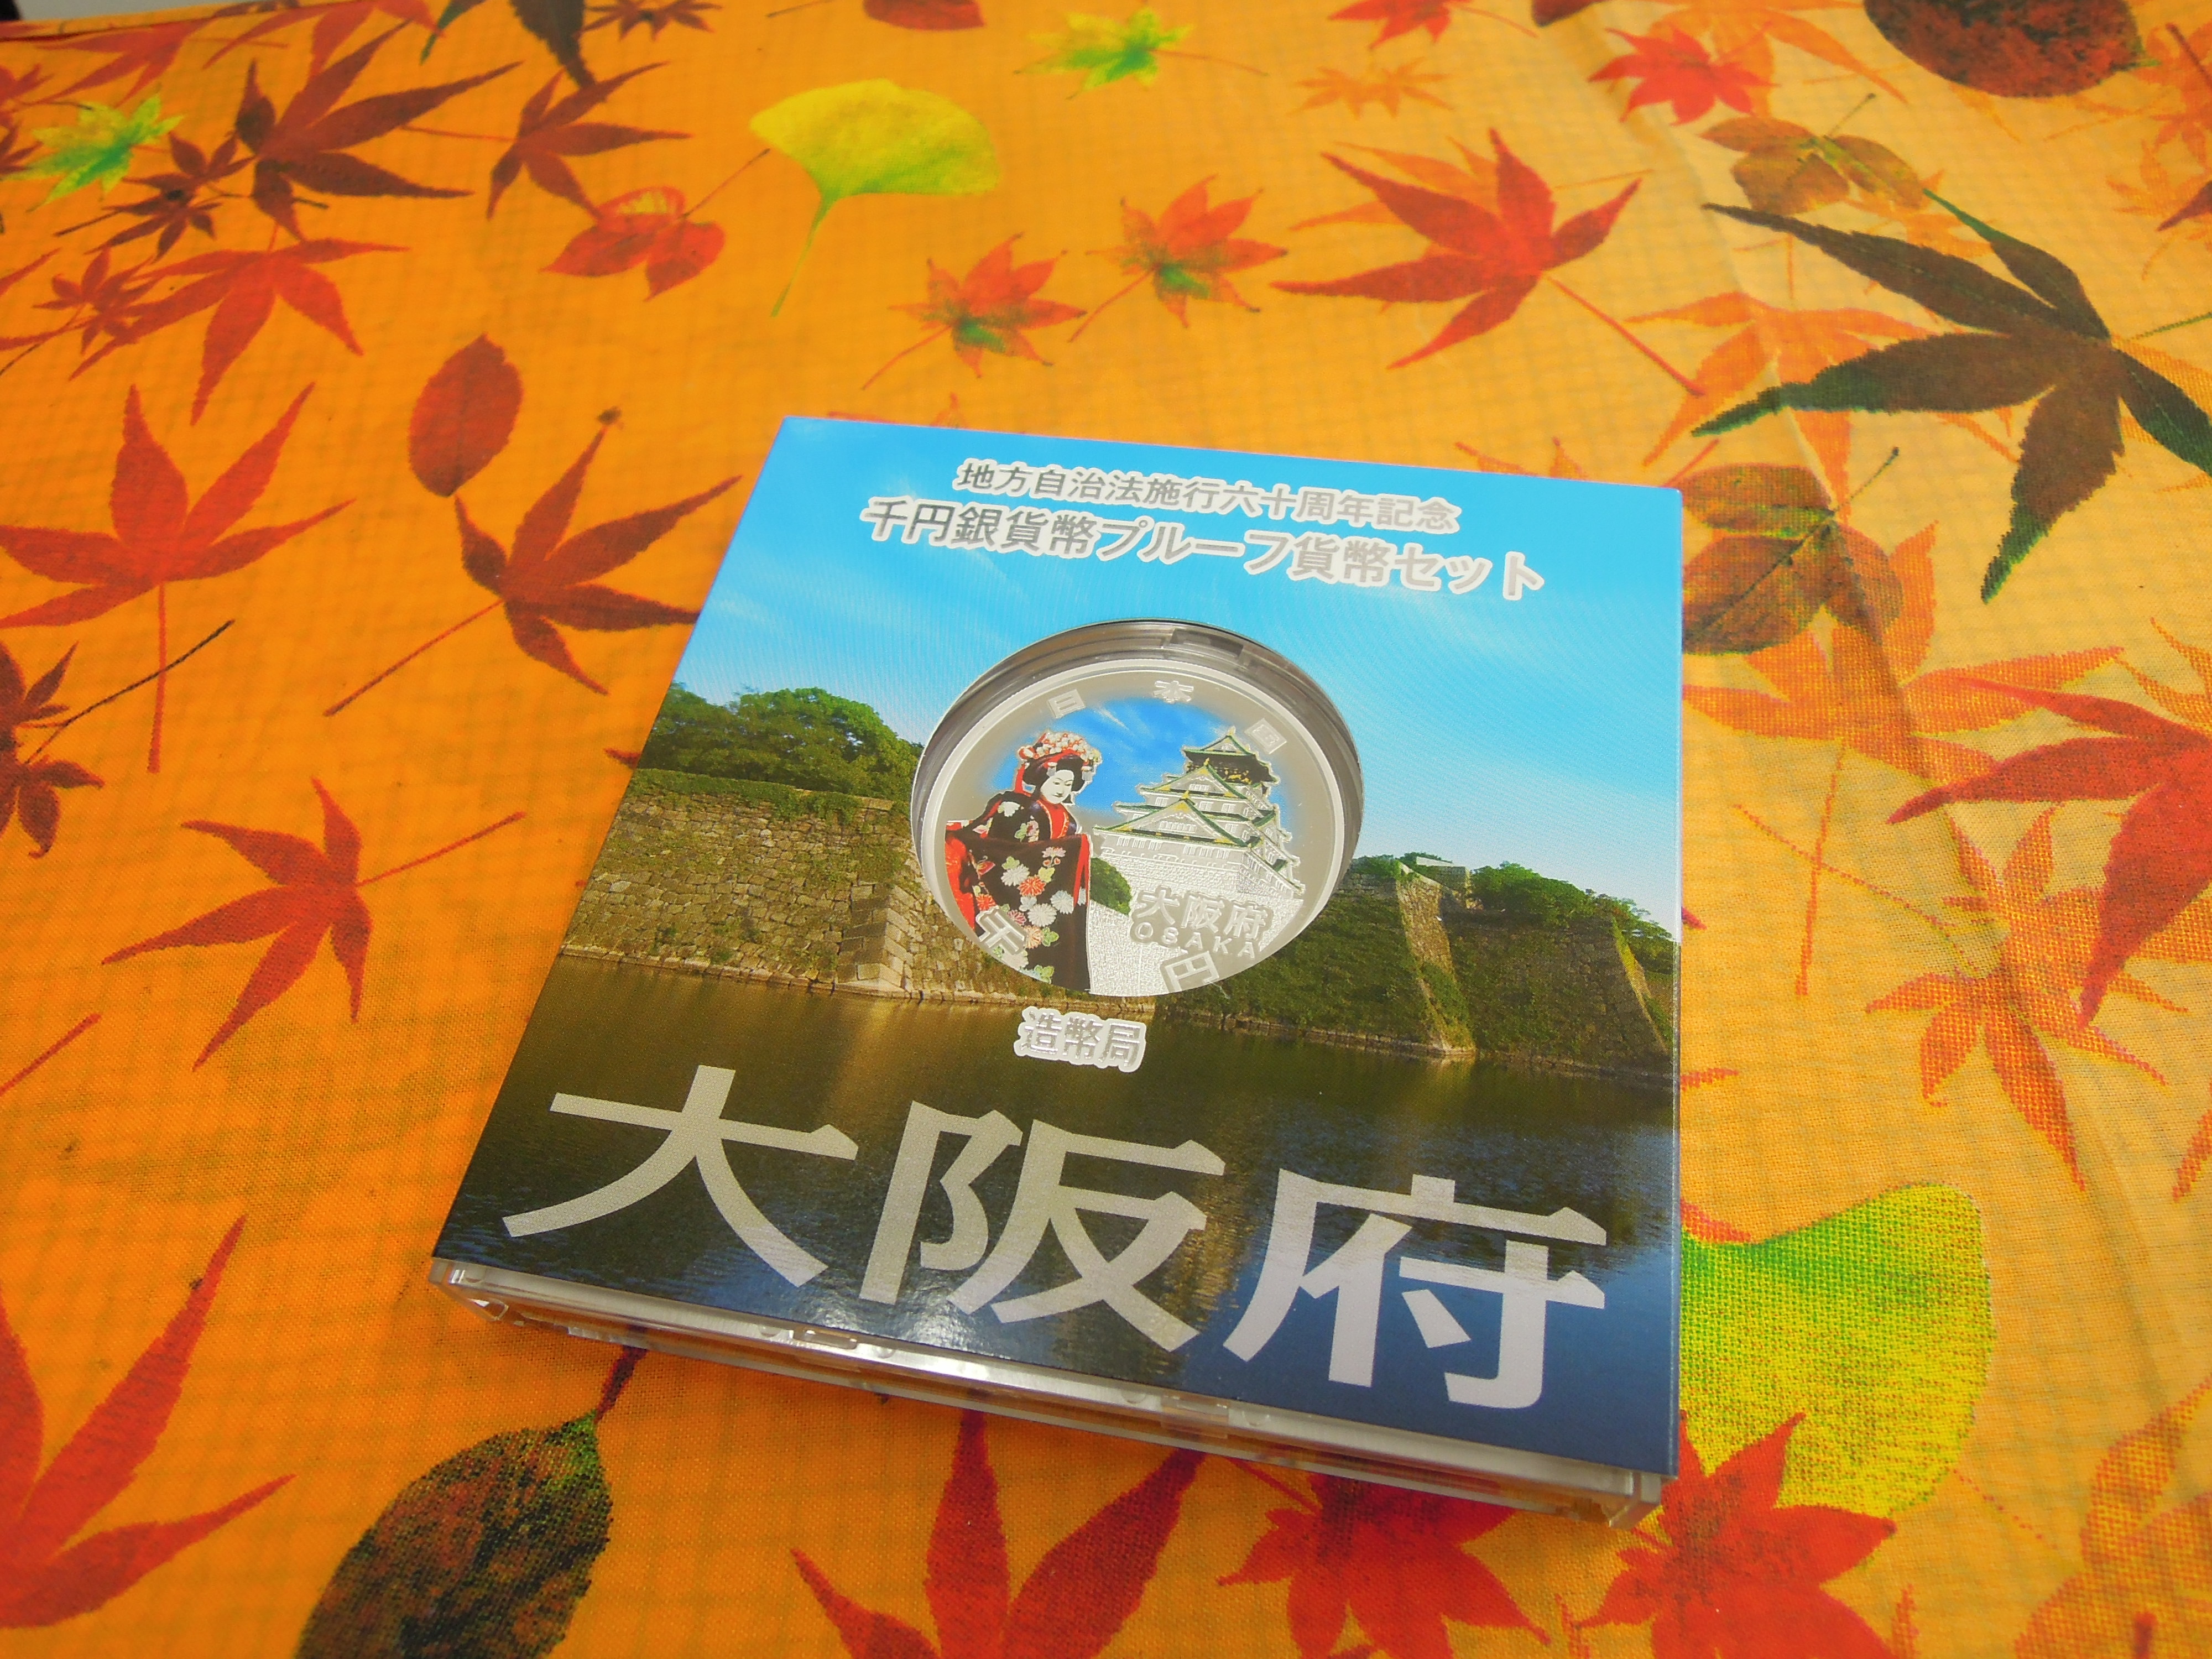 地方自治法施行六十周年記念
千円銀貨幣プルーフ貨幣セット
日本国
大阪府
OSAKA
千円
造幣局
大阪府